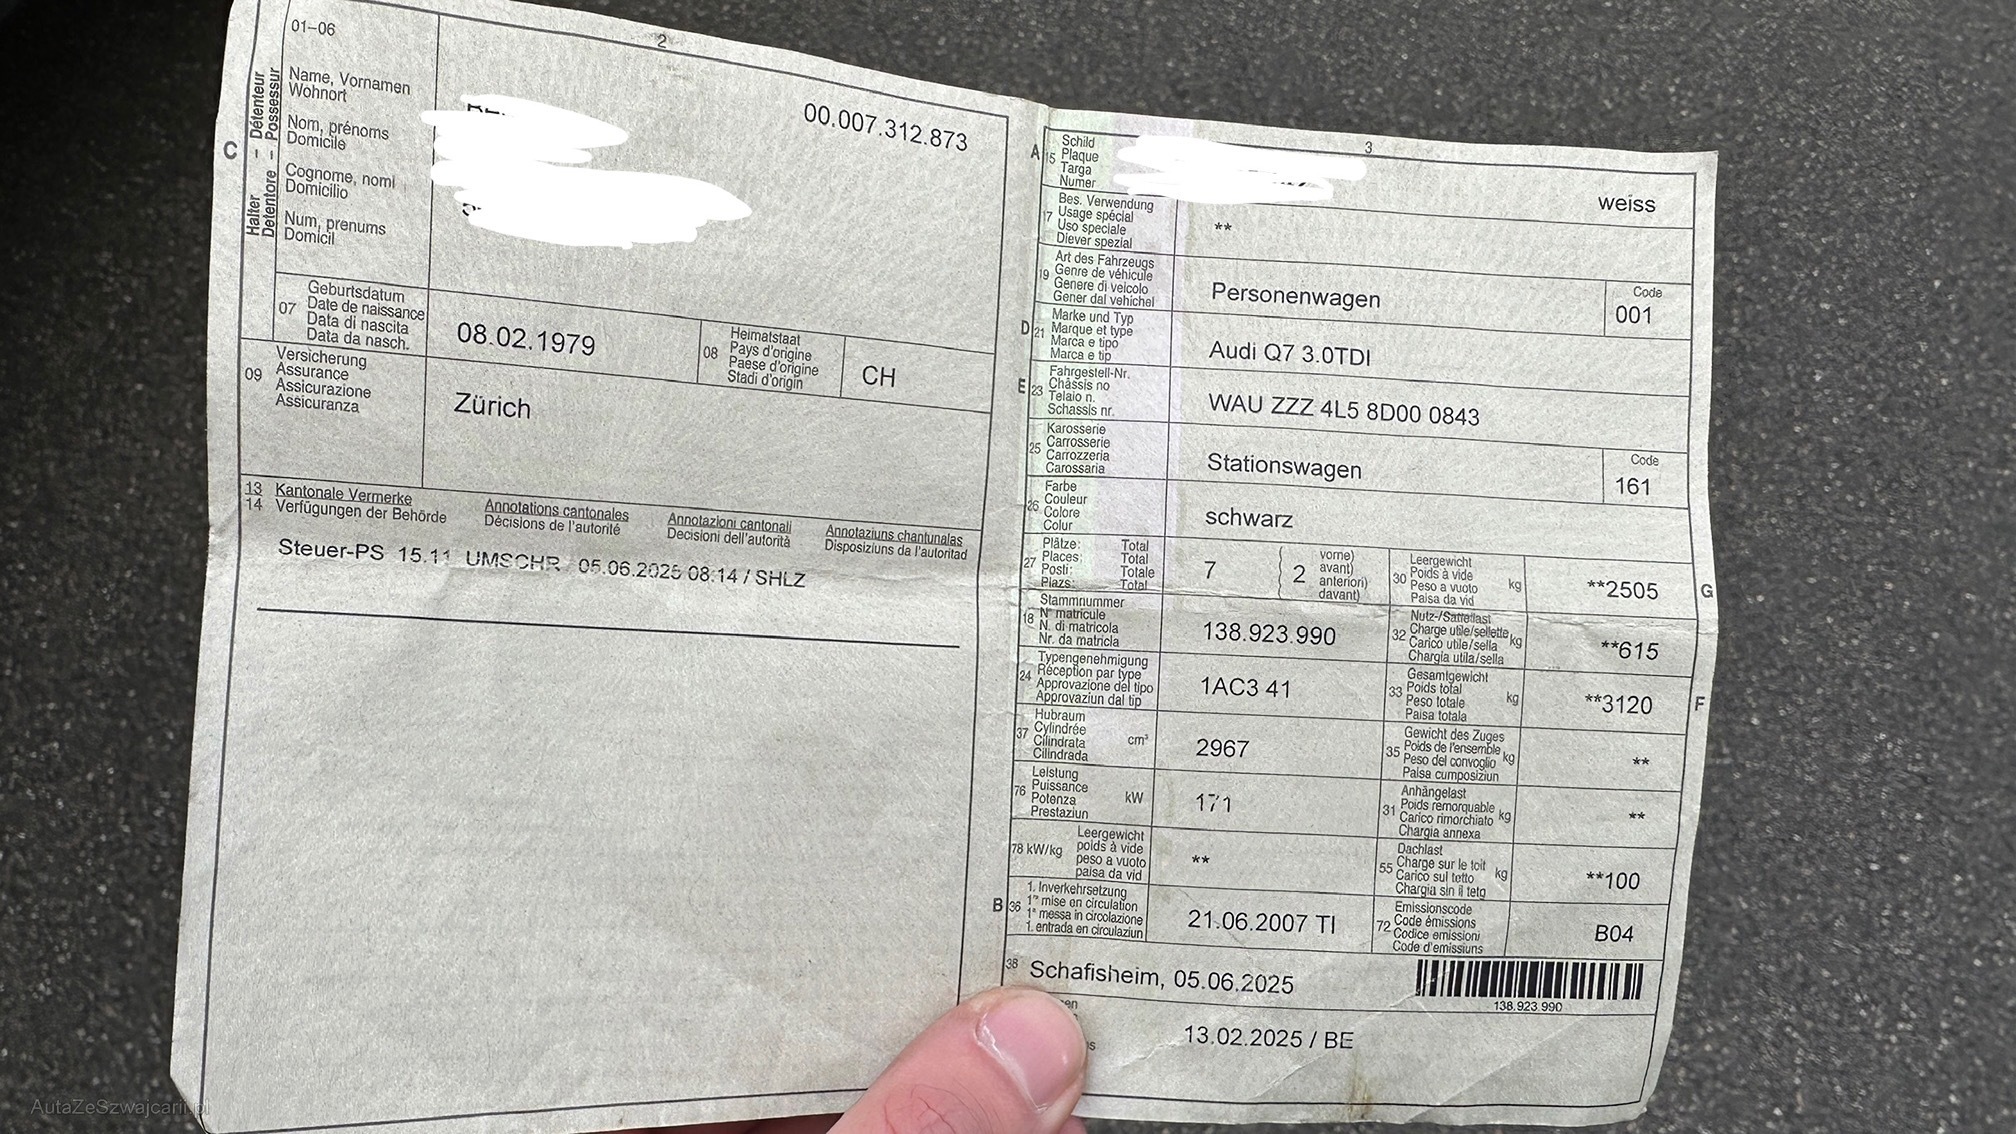 2
01-06
C
Halter – Détenteur
Detentore – Possessur
Name, Vornamen
Wohnort
Nom, prénoms
Domicile
Cognome, nomi
Domicilio
Num, prenums
Domicil
00.007.312.873
07
Geburtsdatum
Date de naissance
Data di nascita
Data da nasch.
08.02.1979
08
Heimatstaat
Pays d'origine
Paese d'origine
Stadi d'origin
CH
09
Versicherung
Assurance
Assicurazione
Assicuranza
Zürich
13 Kantonale Vermerke Annotations cantonales Annotazioni cantonali Annotaziuns chantunalas
14 Verfügungen der Behörde Décisions de l'autorité Decisioni dell'autorità Disposiziuns da l'autoritad
Steuer-PS 15.11 UMSCHR 05.06.2025 08:14 / SHLZ
3
A
15
Schild
Plaque
Targa
Numer
weiss
17
Bes. Verwendung
Usage spécial
Uso speciale
Diever spezial
**
19
Art des Fahrzeugs
Genre de véhicule
Genere di veicolo
Gener dal vehichel
Personenwagen
Code
001
D
21
Marke und Typ
Marque et type
Marca e tipo
Marca e tip
Audi Q7 3.0TDI
E
23
Fahrgestell-Nr.
Châssis no
Telaio n.
Schassis nr.
WAU ZZZ 4L5 8D00 0843
25
Karosserie
Carrosserie
Carrozzeria
Carossaria
Stationswagen
Code
161
26
Farbe
Couleur
Colore
Colur
schwarz
27
Plätze: Total
Places: Total
Posti: Totale
Plazs: Total
7
2
vorne)
avant)
anteriori)
davant)
30
Leergewicht
Poids à vide
Peso a vuoto
Paisa da vid
kg
**2505
G
18
Stammnummer
N° matricule
N. di matricola
Nr. da matricla
138.923.990
32
Nutz-/Sattellast
Charge utile/sellette
Carico utile/sella
Chargia utila/sella
kg
**615
24
Typengenehmigung
Réception par type
Approvazione del tipo
Approvaziun dal tip
1AC3 41
33
Gesamtgewicht
Poids total
Peso totale
Paisa totala
kg
**3120
F
37
Hubraum
Cylindrée
Cilindrata
Cilindrada
cm³
2967
35
Gewicht des Zuges
Poids de l'ensemble
Peso del convoglio
Paisa cumposiziun
kg
**
76
Leistung
Puissance
Potenza
Prestaziun
kW
171
31
Anhängelast
Poids remorquable
Carico rimorchiato
Chargia annexa
kg
**
78 kW/kg
Leergewicht
poids à vide
peso a vuoto
paisa da vid
**
55
Dachlast
Charge sur le toit
Carico sul tetto
Chargia sin il tetg
kg
**100
B
36
1. Inverkehrsetzung
1re mise en circulation
1a messa in circolazione
1. entrada en circulaziun
21.06.2007 TI
72
Emissionscode
Code émissions
Codice emissioni
Code d'emissiuns
B04
38
Schafisheim, 05.06.2025
138.923.990
13.02.2025 / BE
AutaZeSzwajcarii.pl